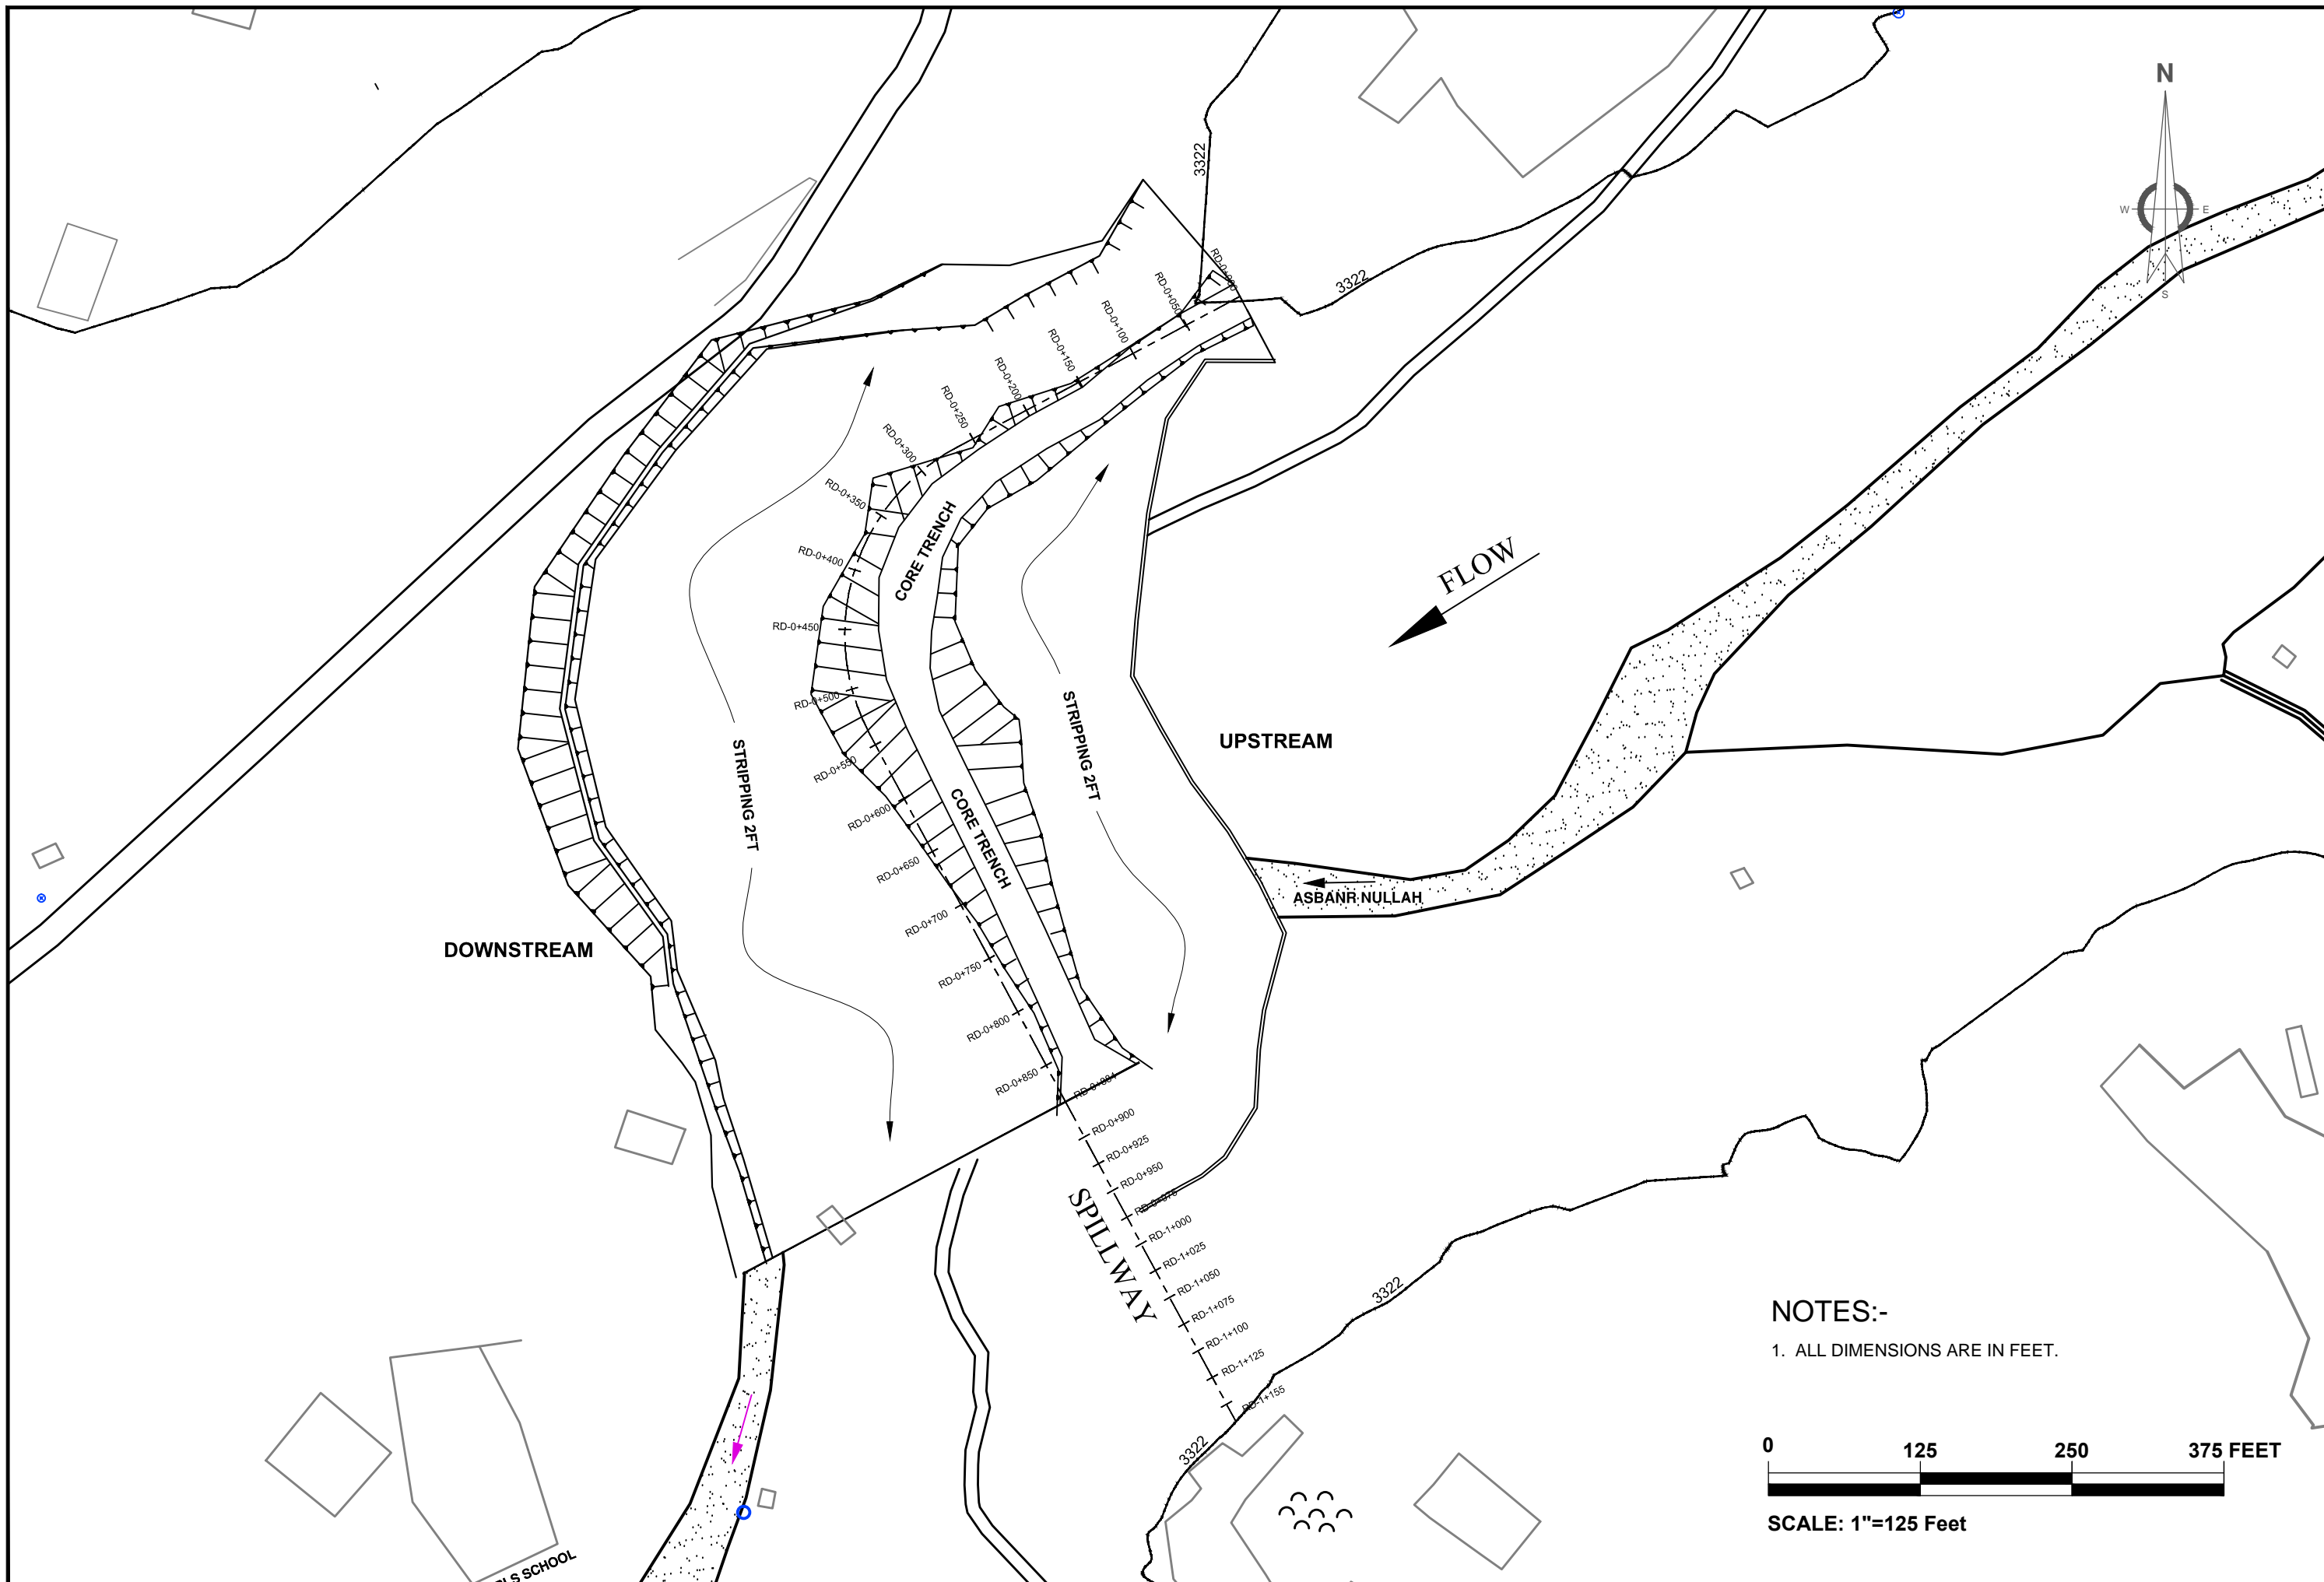 N
W
E
S
3322
3322
RD-0+050
RD-0+100
RD-0+150
RD-0+200
RD-0+250
RD-0+300
RD-0+350
RD-0+400
RD-0+450
RD-0+500
RD-0+550
RD-0+600
RD-0+650
RD-0+700
RD-0+750
RD-0+800
RD-0+850
RD-0+900
RD-0+925
RD-0+950
RD-1+000
RD-1+025
RD-1+050
RD-1+075
RD-1+100
RD-1+125
RD-1+155
CORE TRENCH
CORE TRENCH
STRIPPING 2FT
STRIPPING 2FT
FLOW
UPSTREAM
ASBANR NULLAH
DOWNSTREAM
SPILLWAY
3322
3322
SCHOOL
NOTES:-
1. ALL DIMENSIONS ARE IN FEET.
0 125 250 375 FEET
SCALE: 1"=125 Feet